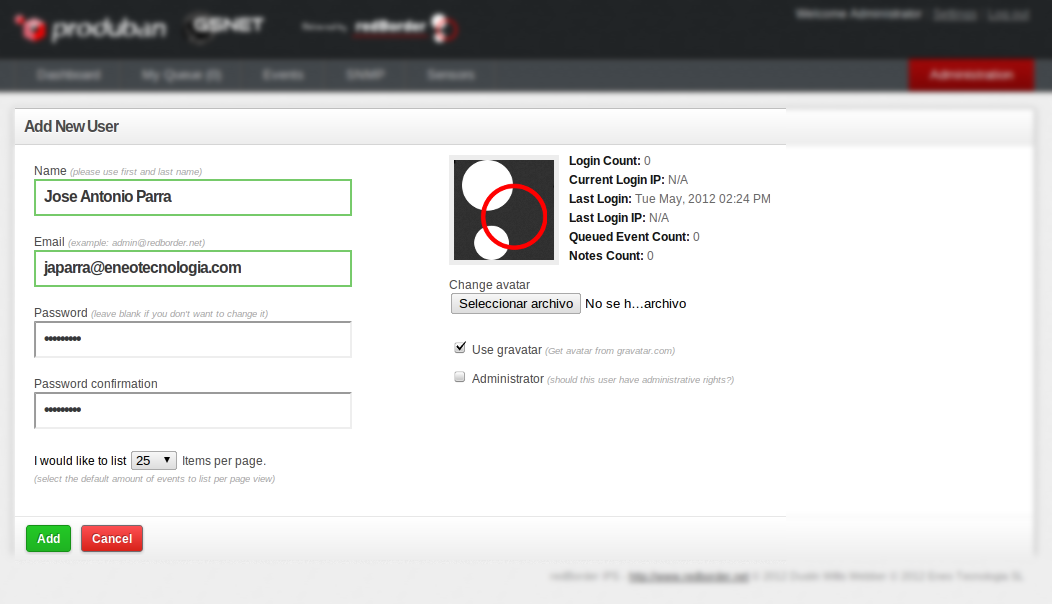 produban GSNET redBorder Welcome Administrator Settings Log out
Dashboard My Queue (0) Events SNMP Sensors Administration
Add New User
Name (please use first and last name)
Jose Antonio Parra
Email (example: admin@redborder.net)
japarra@eneotecnologia.com
Password (leave blank if you don't want to change it)
•••••••••
Password confirmation
•••••••••
I would like to list 25 Items per page.
(select the default amount of events to list per page view)
Login Count: 0
Current Login IP: N/A
Last Login: Tue May, 2012 02:24 PM
Last Login IP: N/A
Queued Event Count: 0
Notes Count: 0
Change avatar
Seleccionar archivo No se h...archivo
Use gravatar (Get avatar from gravatar.com)
Administrator (should this user have administrative rights?)
Add Cancel
redBorder IPS http://www.redborder.net © 2012 © 2012 Eneo Tecnologia SL